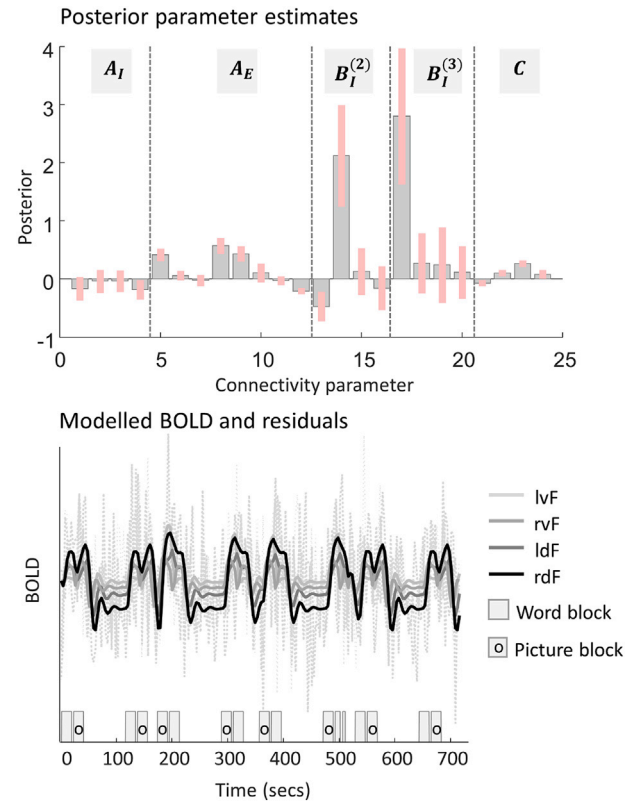 Posterior parameter estimates
4
3
2
1
0
-1
Posterior
A_I
A_E
B_I^(2)
B_I^(3)
C
0 5 10 15 20 25
Connectivity parameter
Modelled BOLD and residuals
BOLD
lvF
rvF
ldF
rdF
Word block
o Picture block
o o o o o o o o
0 100 200 300 400 500 600 700
Time (secs)